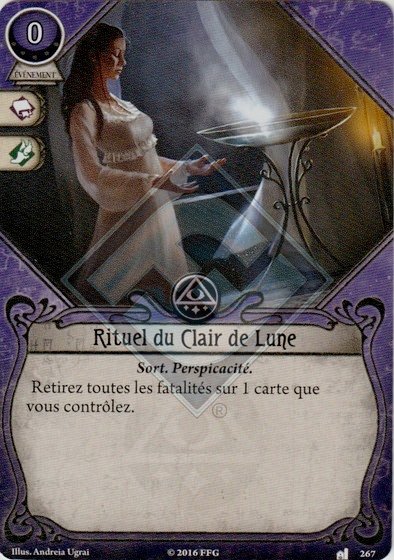 0
ÉVÉNEMENT
Rituel du Clair de Lune
Sort. Perspicacité.
Retirez toutes les fatalités sur 1 carte que
vous contrôlez.
®
Illus. Andreia Ugrai
© 2016 FFG
267